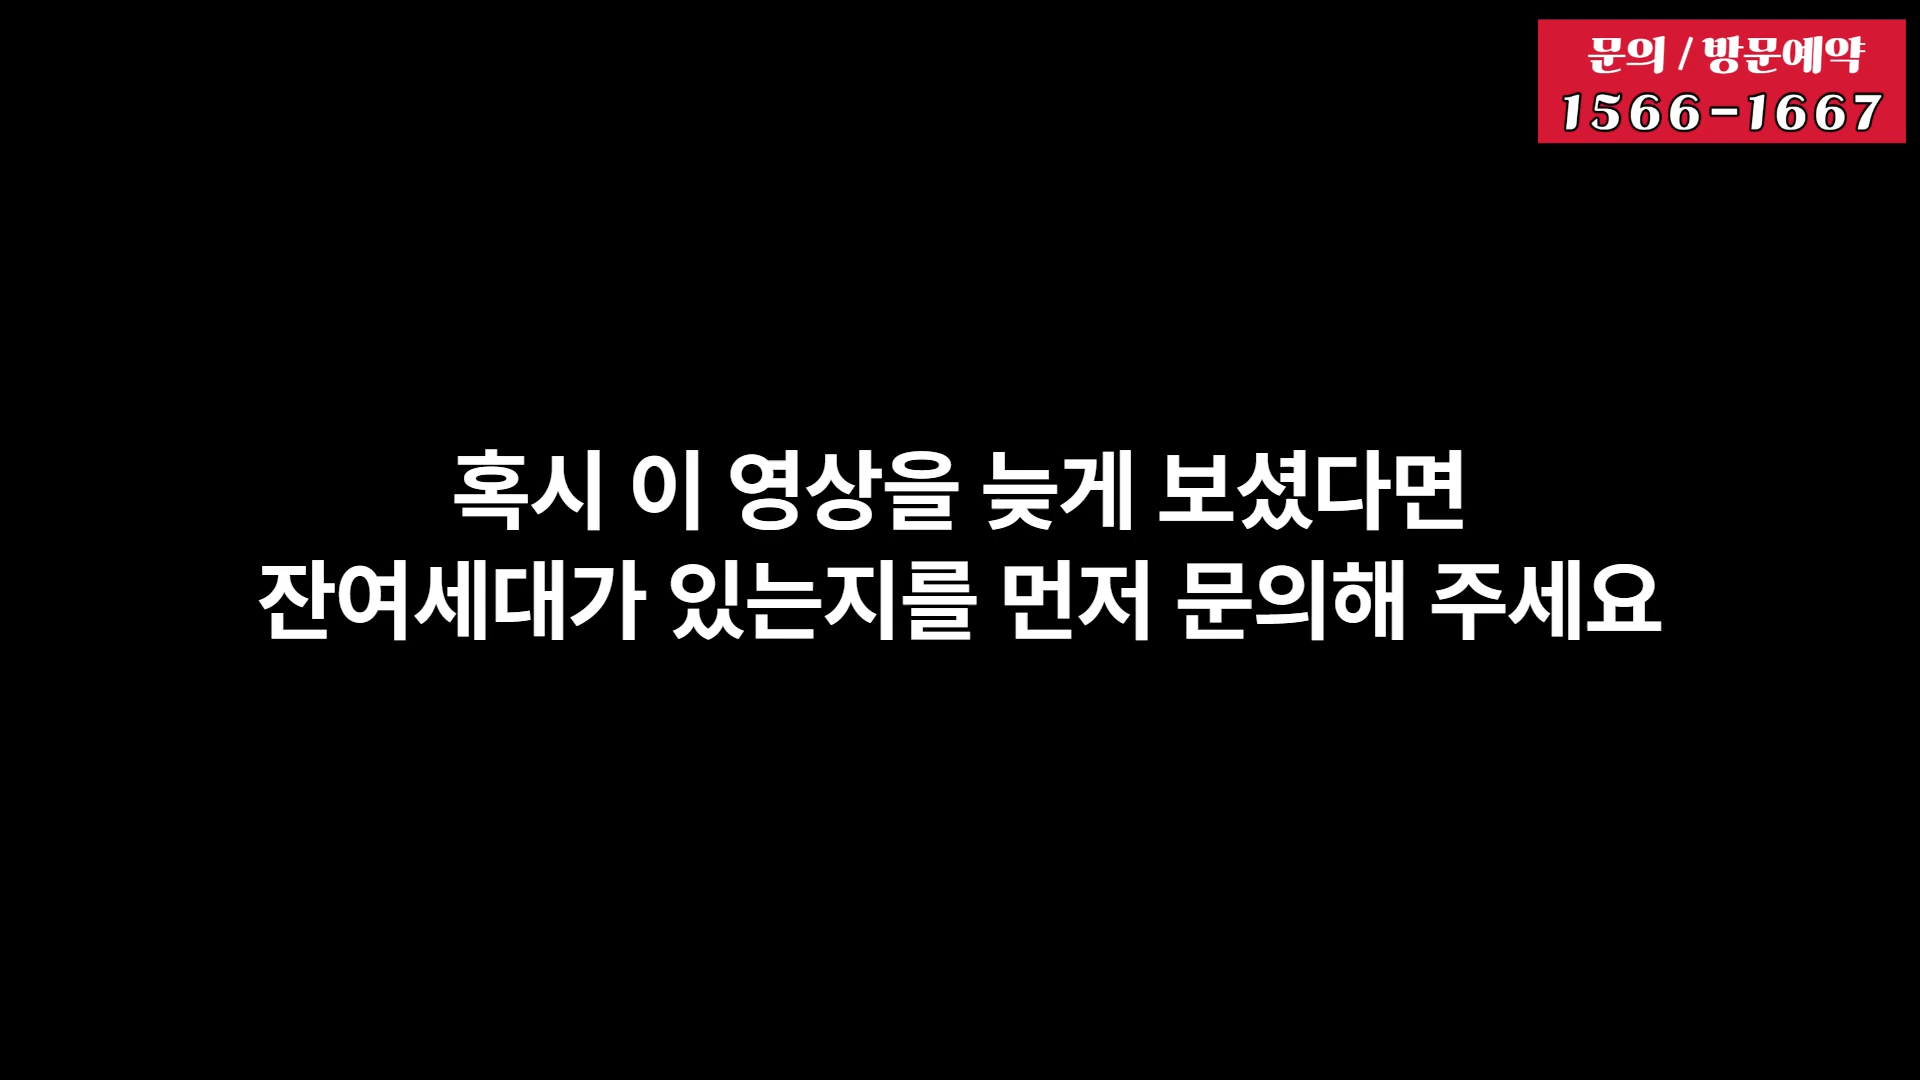 문의 / 방문예약
1566-1667
혹시 이 영상을 늦게 보셨다면
잔여세대가 있는지를 먼저 문의해 주세요